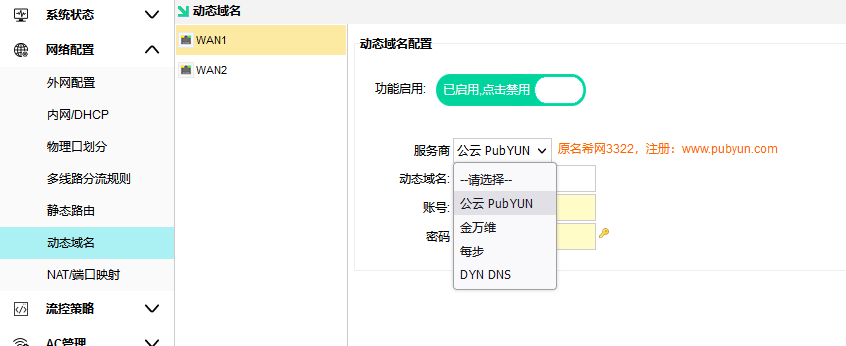 系统状态
网络配置
外网配置
内网/DHCP
物理口划分
多线路分流规则
静态路由
动态域名
NAT/端口映射
流控策略
AC管理
动态域名
WAN1
WAN2
动态域名配置
功能启用: 已启用,点击禁用
服务商 公云 PubYUN 原名希网3322，注册：www.pubyun.com
动态域名:
账号:
密码
--请选择--
公云 PubYUN
金万维
每步
DYN DNS